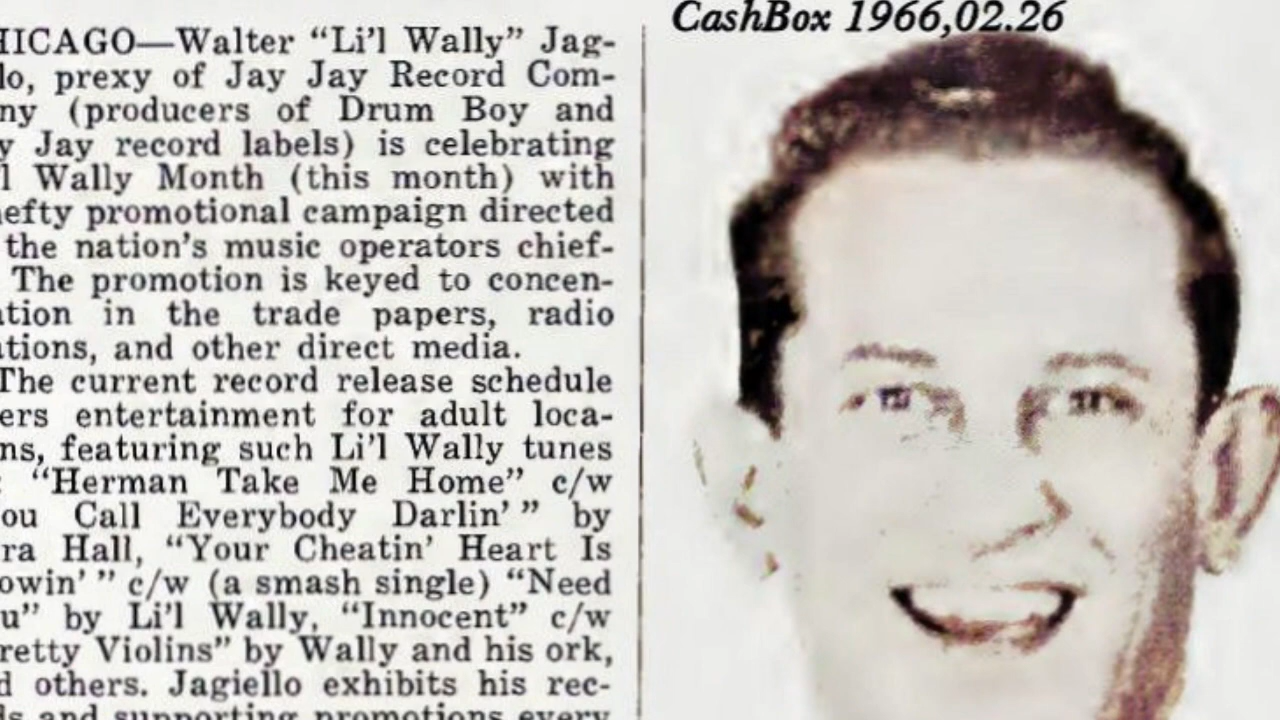 CashBox 1966,02.26
HICAGO—Walter “Li’l Wally” Jag-
lo, prexy of Jay Jay Record Com-
ny (producers of Drum Boy and
y Jay record labels) is celebrating
l Wally Month (this month) with
hefty promotional campaign directed
the nation’s music operators chief-
The promotion is keyed to concen-
ation in the trade papers, radio
ations, and other direct media.
The current record release schedule
ers entertainment for adult loca-
ns, featuring such Li’l Wally tunes
: “Herman Take Me Home” c/w
ou Call Everybody Darlin’ ” by
ra Hall, “Your Cheatin’ Heart Is
owin’ ” c/w (a smash single) “Need
u” by Li’l Wally, “Innocent” c/w
retty Violins” by Wally and his ork,
d others. Jagiello exhibits his rec-
ds and supporting promotions every